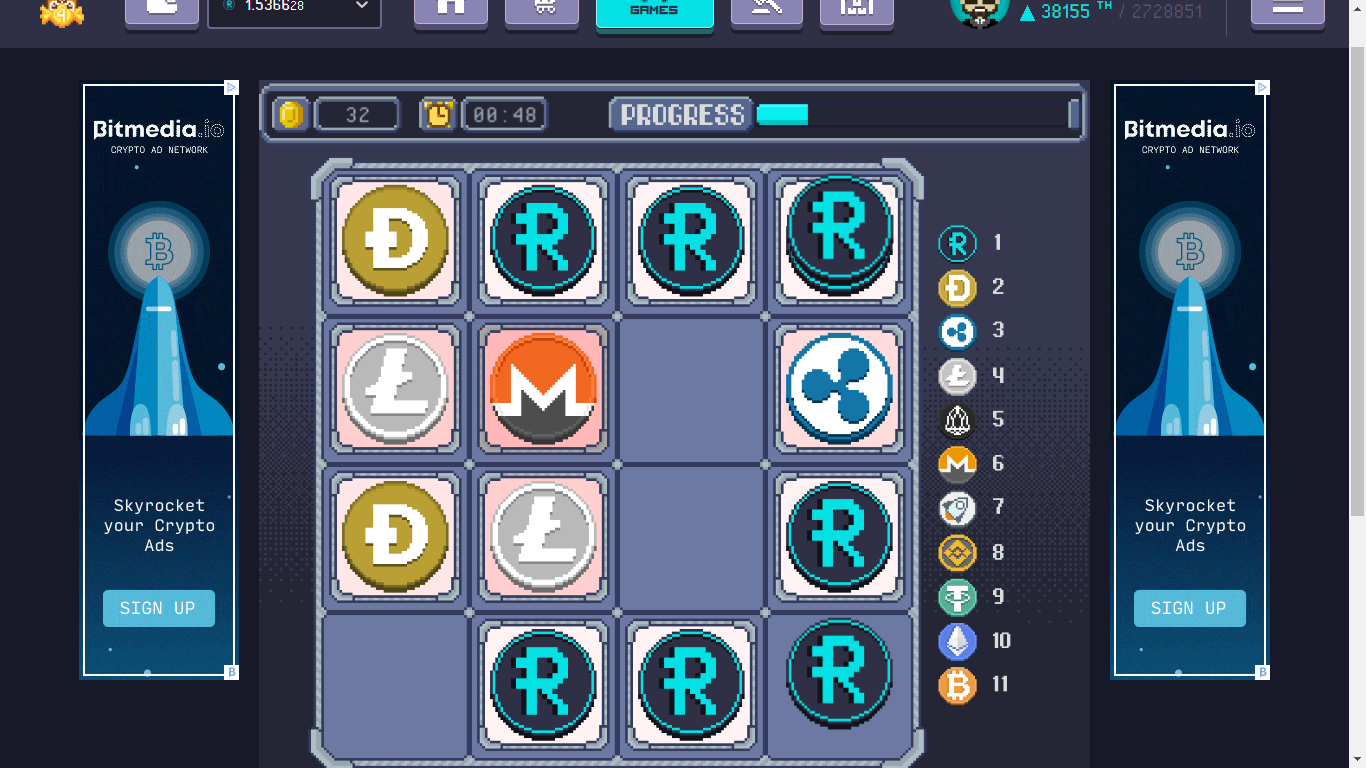 1.536628
GAMES
38155 TH / 2728851
Bitmedia.io
CRYPTO AD NETWORK
Skyrocket
your Crypto
Ads
SIGN UP
32
00:48
PROGRESS
1
2
3
4
5
6
7
8
9
10
11
Bitmedia.io
CRYPTO AD NETWORK
Skyrocket
your Crypto
Ads
SIGN UP